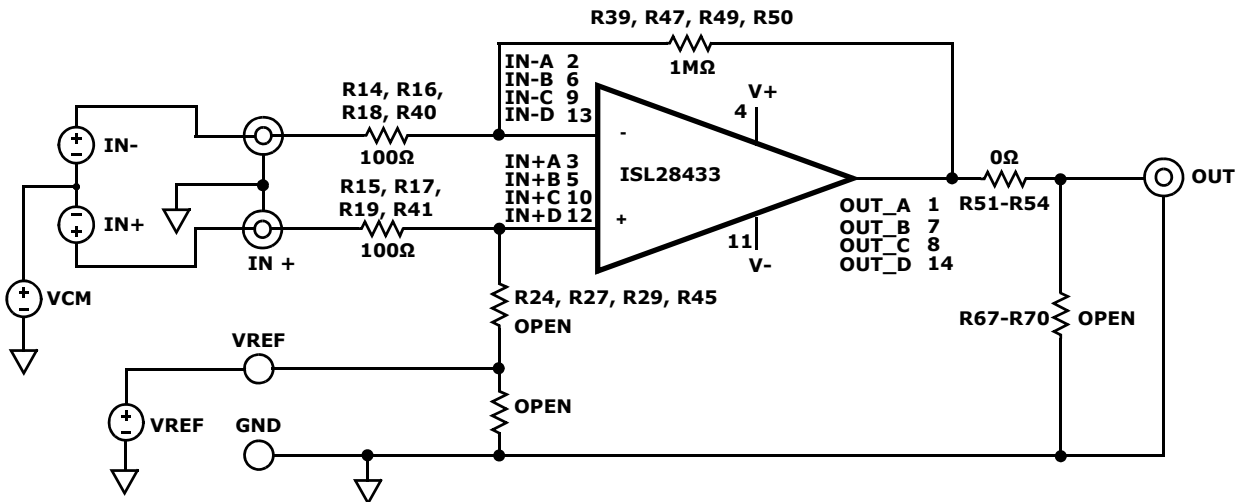 R39, R47, R49, R50
1MΩ
IN-A 2
IN-B 6
IN-C 9
IN-D 13
R14, R16,
R18, R40
100Ω
V+
4
IN-
-
ISL28433
0Ω
OUT
IN+A 3
IN+B 5
IN+C 10
IN+D 12
R15, R17,
R19, R41
100Ω
+
IN+
IN +
OUT_A 1
OUT_B 7
OUT_C 8
OUT_D 14
R51-R54
11
V-
VCM
R24, R27, R29, R45
OPEN
R67-R70 OPEN
VREF
OPEN
VREF
GND